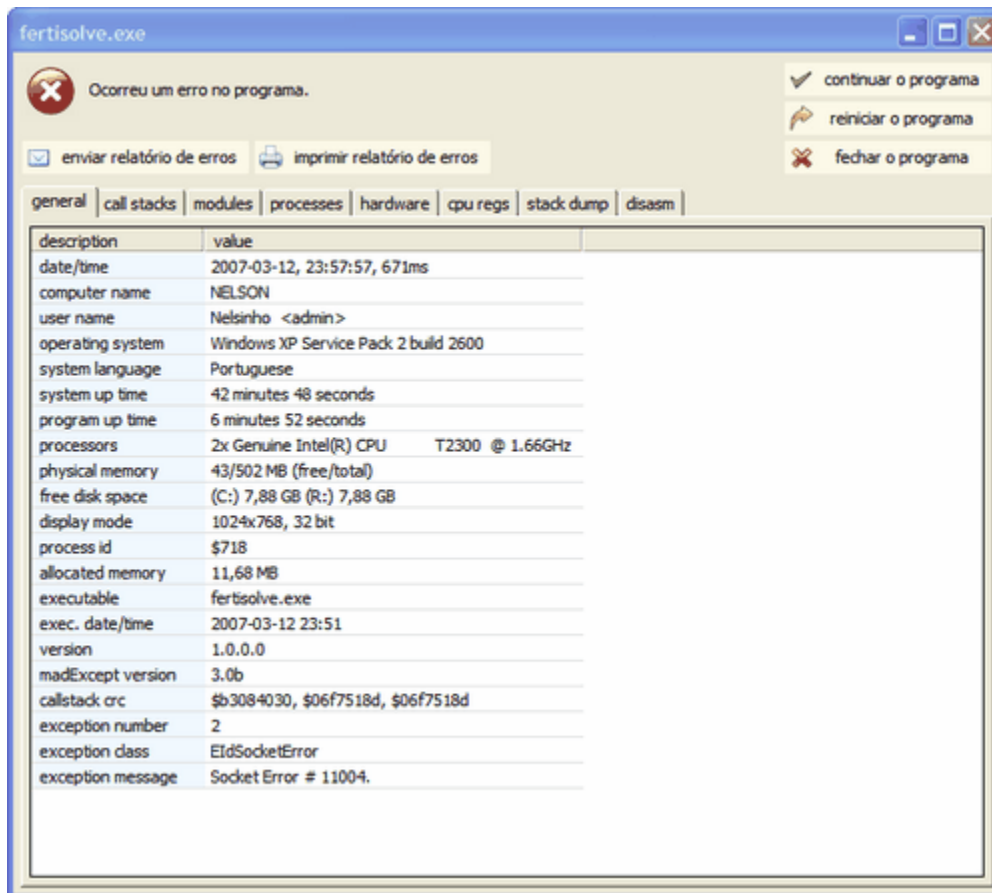 fertisolve.exe
Ocorreu um erro no programa.
continuar o programa
reiniciar o programa
enviar relatório de erros imprimir relatório de erros fechar o programa
general call stacks modules processes hardware cpu regs stack dump disasm
description value
date/time 2007-03-12, 23:57:57, 671ms
computer name NELSON
user name Nelsinho <admin>
operating system Windows XP Service Pack 2 build 2600
system language Portuguese
system up time 42 minutes 48 seconds
program up time 6 minutes 52 seconds
processors 2x Genuine Intel(R) CPU T2300 @ 1.66GHz
physical memory 43/502 MB (free/total)
free disk space (C:) 7,88 GB (R:) 7,88 GB
display mode 1024x768, 32 bit
process id $718
allocated memory 11,68 MB
executable fertisolve.exe
exec. date/time 2007-03-12 23:51
version 1.0.0.0
madExcept version 3.0b
callstack crc $b3084030, $06f7518d, $06f7518d
exception number 2
exception class EIdSocketError
exception message Socket Error # 11004.